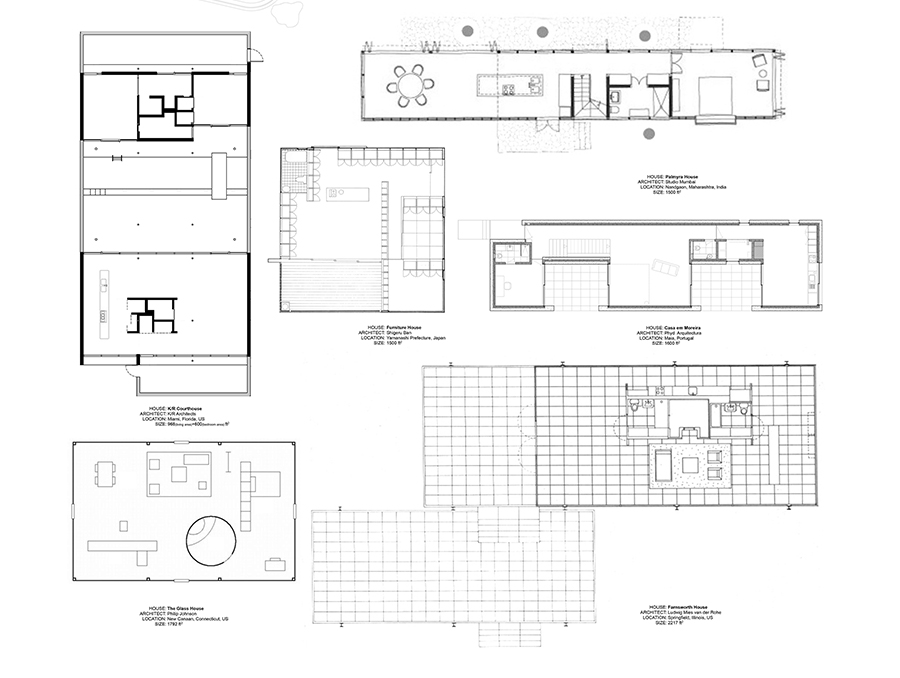 HOUSE: Palmyra House
ARCHITECT: Studio Mumbai
LOCATION: Nandgaon, Maharashtra, India
SIZE: 1500 ft²
HOUSE: Furniture House
ARCHITECT: Shigeru Ban
LOCATION: Yamanashi Prefecture, Japan
SIZE: 1500 ft²
HOUSE: Casa em Moreira
ARCHITECT: Phyd Arquitectura
LOCATION: Maia, Portugal
SIZE: 1600 ft²
HOUSE: K/R Courthouse
ARCHITECT: K/R Architects
LOCATION: Miami, Florida, US
SIZE: 988(living area)+600(bedroom area) ft²
HOUSE: The Glass House
ARCHITECT: Philip Johnson
LOCATION: New Canaan, Connecticut, US
SIZE: 1792 ft²
HOUSE: Farnsworth House
ARCHITECT: Ludwig Mies van der Rohe
LOCATION: Springfield, Illinois, US
SIZE: 2217 ft²